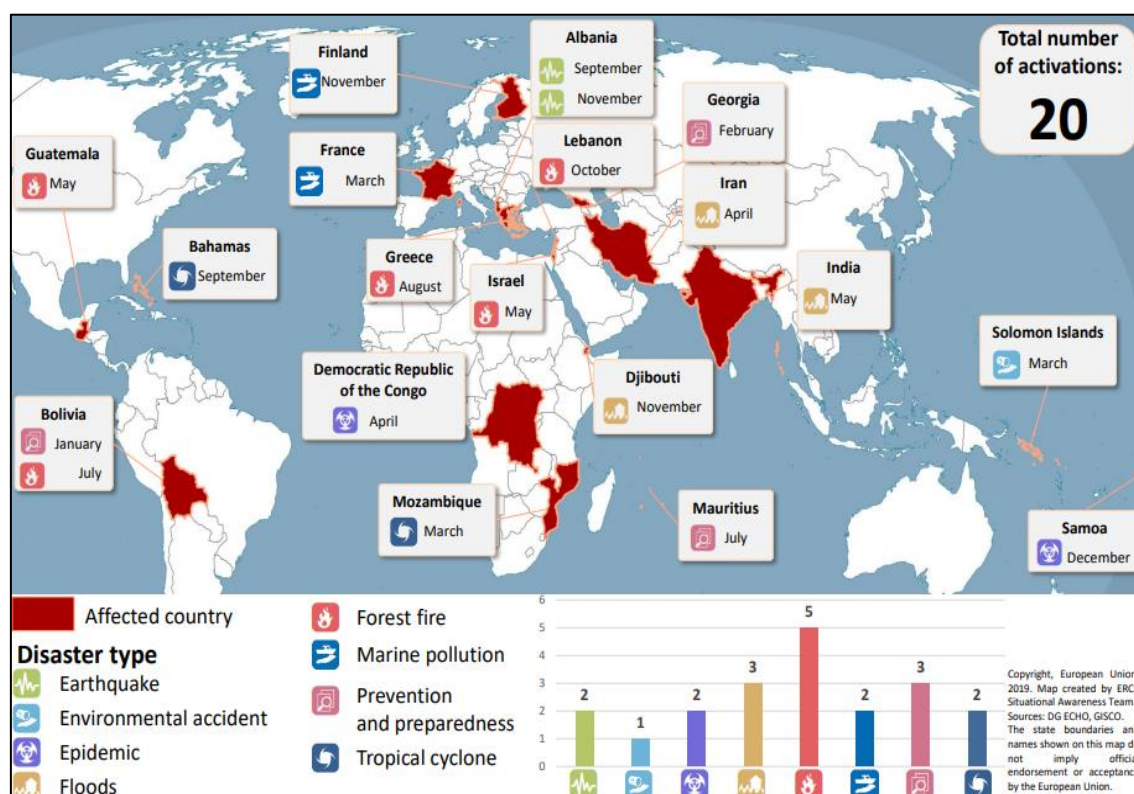 Total number
of activations:
20
Finland
November
Albania
September
November
Georgia
February
Guatemala
May
France
March
Lebanon
October
Iran
April
Bahamas
September
Greece
August
Israel
May
India
May
Solomon Islands
March
Democratic Republic
of the Congo
April
Djibouti
November
Bolivia
January
July
Mozambique
March
Mauritius
July
Samoa
December
Affected country
Disaster type
Earthquake
Environmental accident
Epidemic
Floods
Forest fire
Marine pollution
Prevention
and preparedness
Tropical cyclone
6
5
4
3
2
1
0
2
1
2
3
5
2
3
2
Copyright, European Union
2019. Map created by ERC
Situational Awareness Team
Sources: DG ECHO, GISCO.
The state boundaries an
names shown on this map d
not imply officia
endorsement or acceptanc
by the European Union.